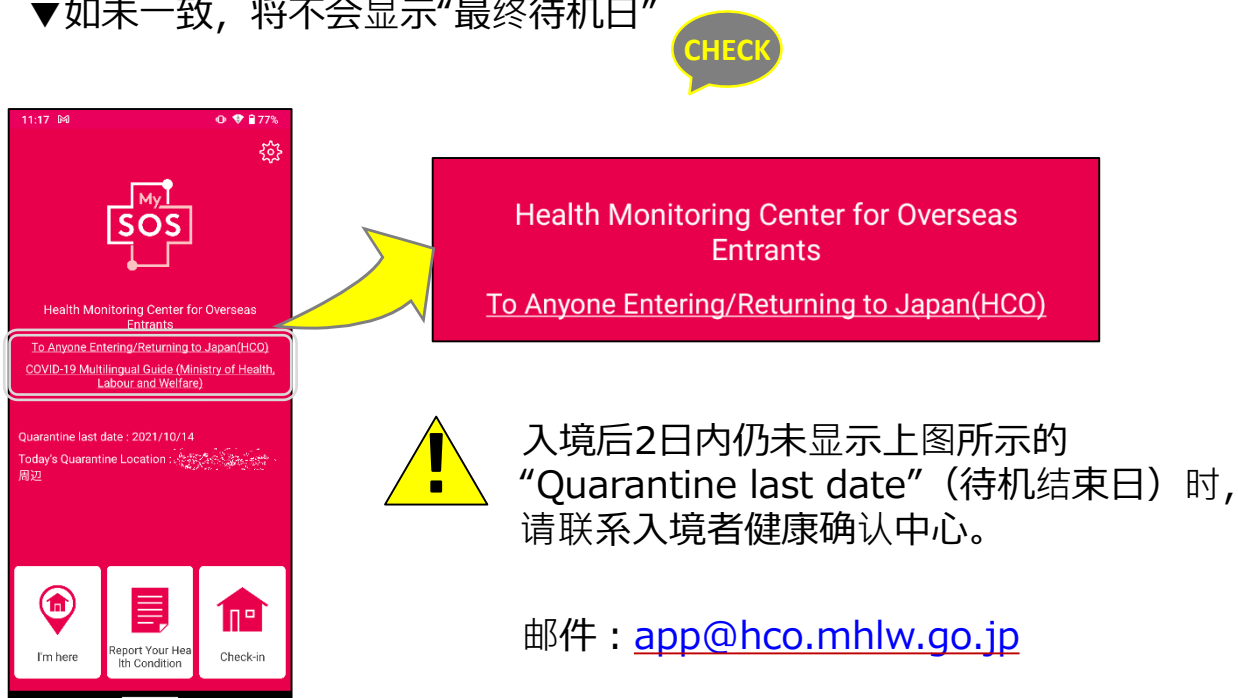 ▼如未一致，将不会显示“最终待机日”
CHECK
11:17
77%
My
SOS
Health Monitoring Center for Overseas
Entrants
To Anyone Entering/Returning to Japan(HCO)
COVID-19 Multilingual Guide (Ministry of Health,
Labour and Welfare)
Quarantine last date : 2021/10/14
Today's Quarantine Location :
周辺
I'm here
Report Your Hea
lth Condition
Check-in
Health Monitoring Center for Overseas
Entrants
To Anyone Entering/Returning to Japan(HCO)
入境后2日内仍未显示上图所示的
“Quarantine last date”（待机结束日）时，
请联系入境者健康确认中心。
邮件：app@hco.mhlw.go.jp